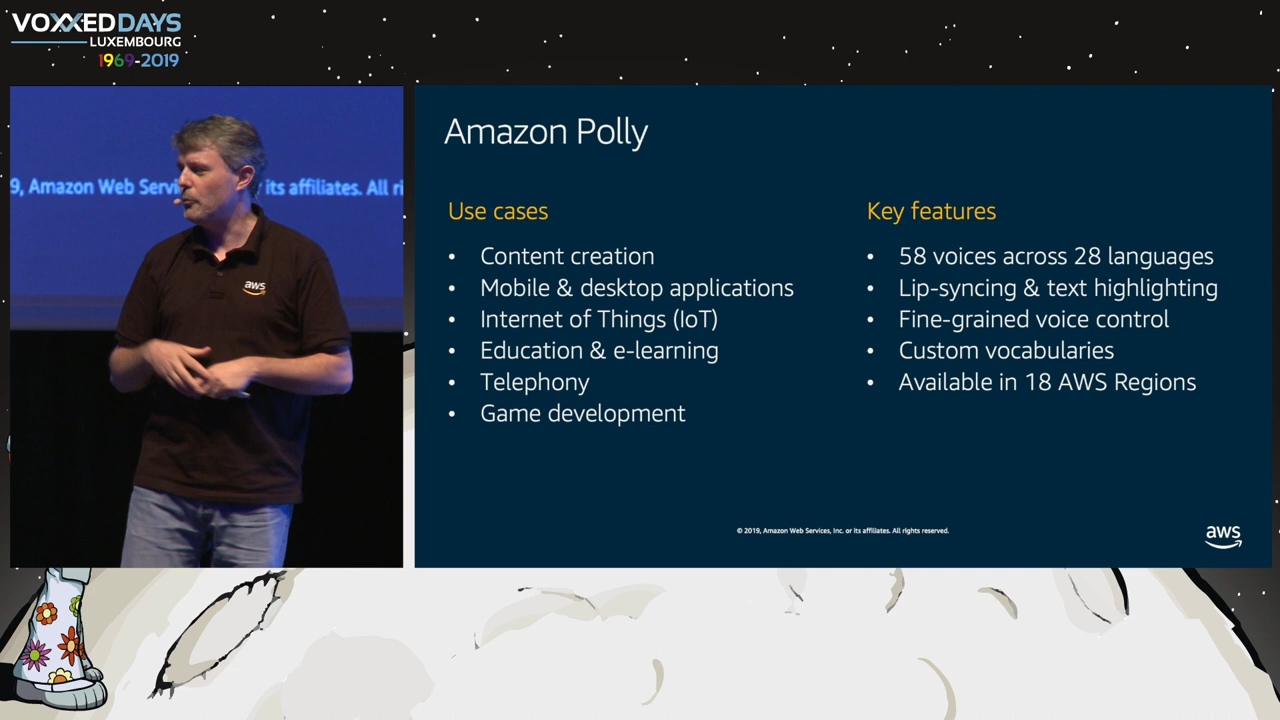 VOXXEDDAYS
LUXEMBOURG
1969-2019
9, Amazon Web Servi
r its affiliates. All ri
aws
Amazon Polly
Use cases
• Content creation
• Mobile & desktop applications
• Internet of Things (IoT)
• Education & e-learning
• Telephony
• Game development
Key features
• 58 voices across 28 languages
• Lip-syncing & text highlighting
• Fine-grained voice control
• Custom vocabularies
• Available in 18 AWS Regions
© 2019, Amazon Web Services, Inc. or its affiliates. All rights reserved.
aws